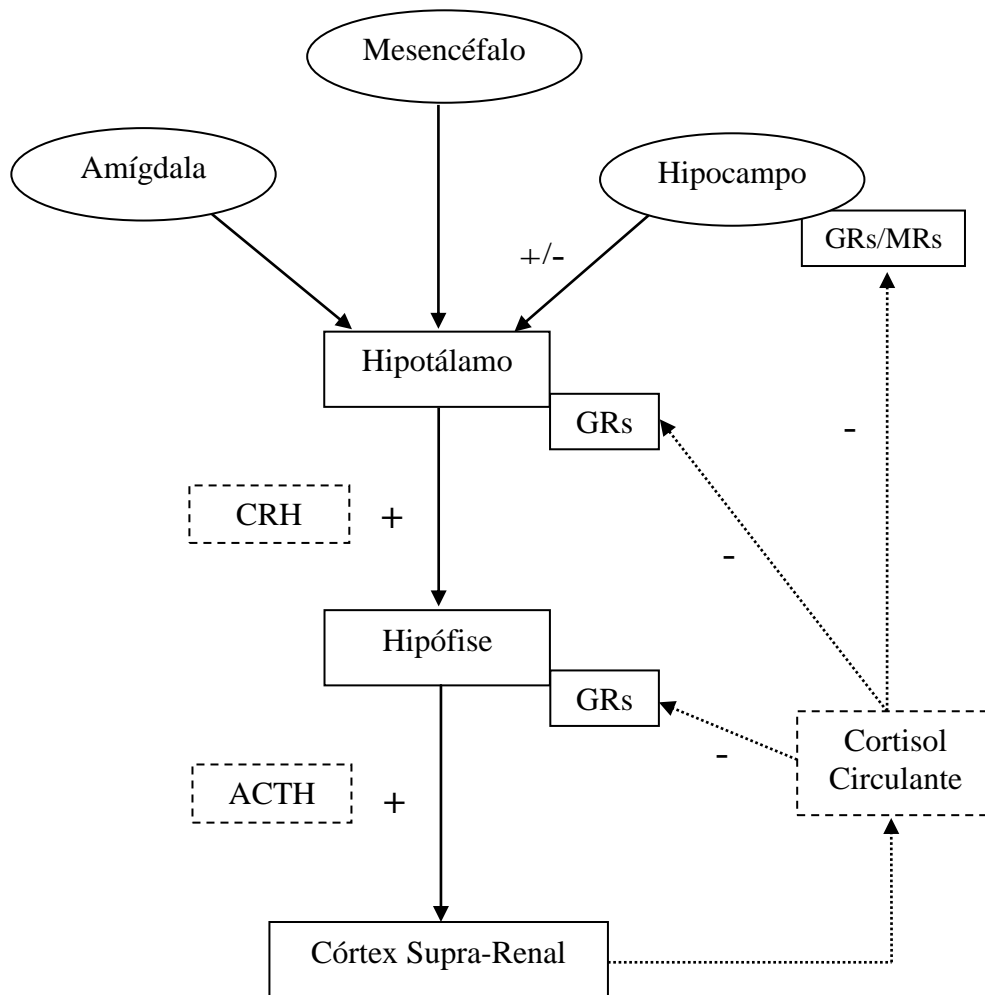 Mesencéfalo
Amígdala
Hipocampo
GRs/MRs
+/-
Hipotálamo
GRs
-
CRH
+
-
Hipófise
GRs
Cortisol
Circulante
-
ACTH
+
Córtex Supra-Renal